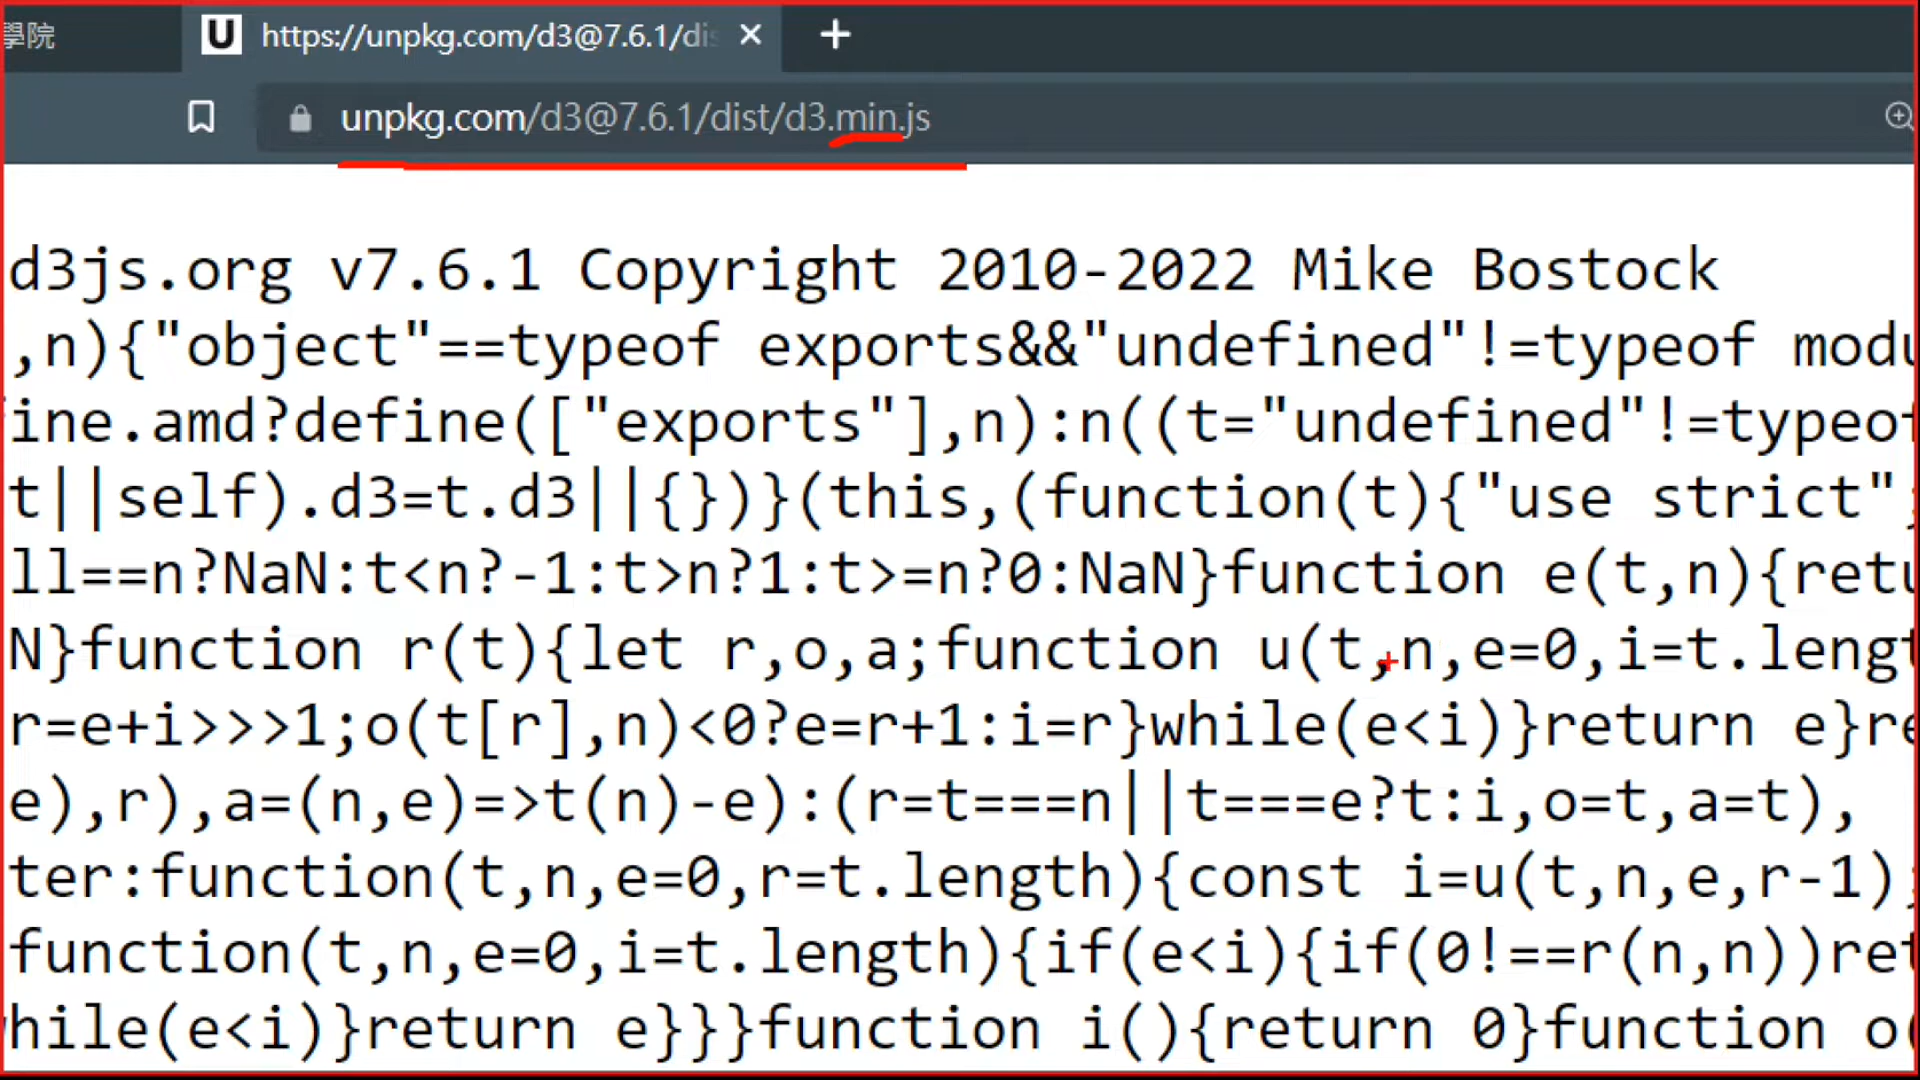 學院
U https://unpkg.com/d3@7.6.1/dis
unpkg.com/d3@7.6.1/dist/d3.min.js
d3js.org v7.6.1 Copyright 2010-2022 Mike Bostock
,n){"object"==typeof exports&&"undefined"!=typeof modu
ine.amd?define(["exports"],n):n((t="undefined"!=typeof
t||self).d3=t.d3||{})}(this,(function(t){"use strict";
ll==n?NaN:t<n?-1:t>n?1:t>=n?0:NaN}function e(t,n){retu
N}function r(t){let r,o,a;function u(t,n,e=0,i=t.lengt
r=e+i>>>1;o(t[r],n)<0?e=r+1:i=r}while(e<i)}return e}re
e),r),a=(n,e)=>t(n)-e):(r=t===n||t===e?t:i,o=t,a=t),
ter:function(t,n,e=0,r=t.length){const i=u(t,n,e,r-1);
function(t,n,e=0,i=t.length){if(e<i){if(0!==r(n,n))ret
hile(e<i)}return e}}}function i(){return 0}function o(